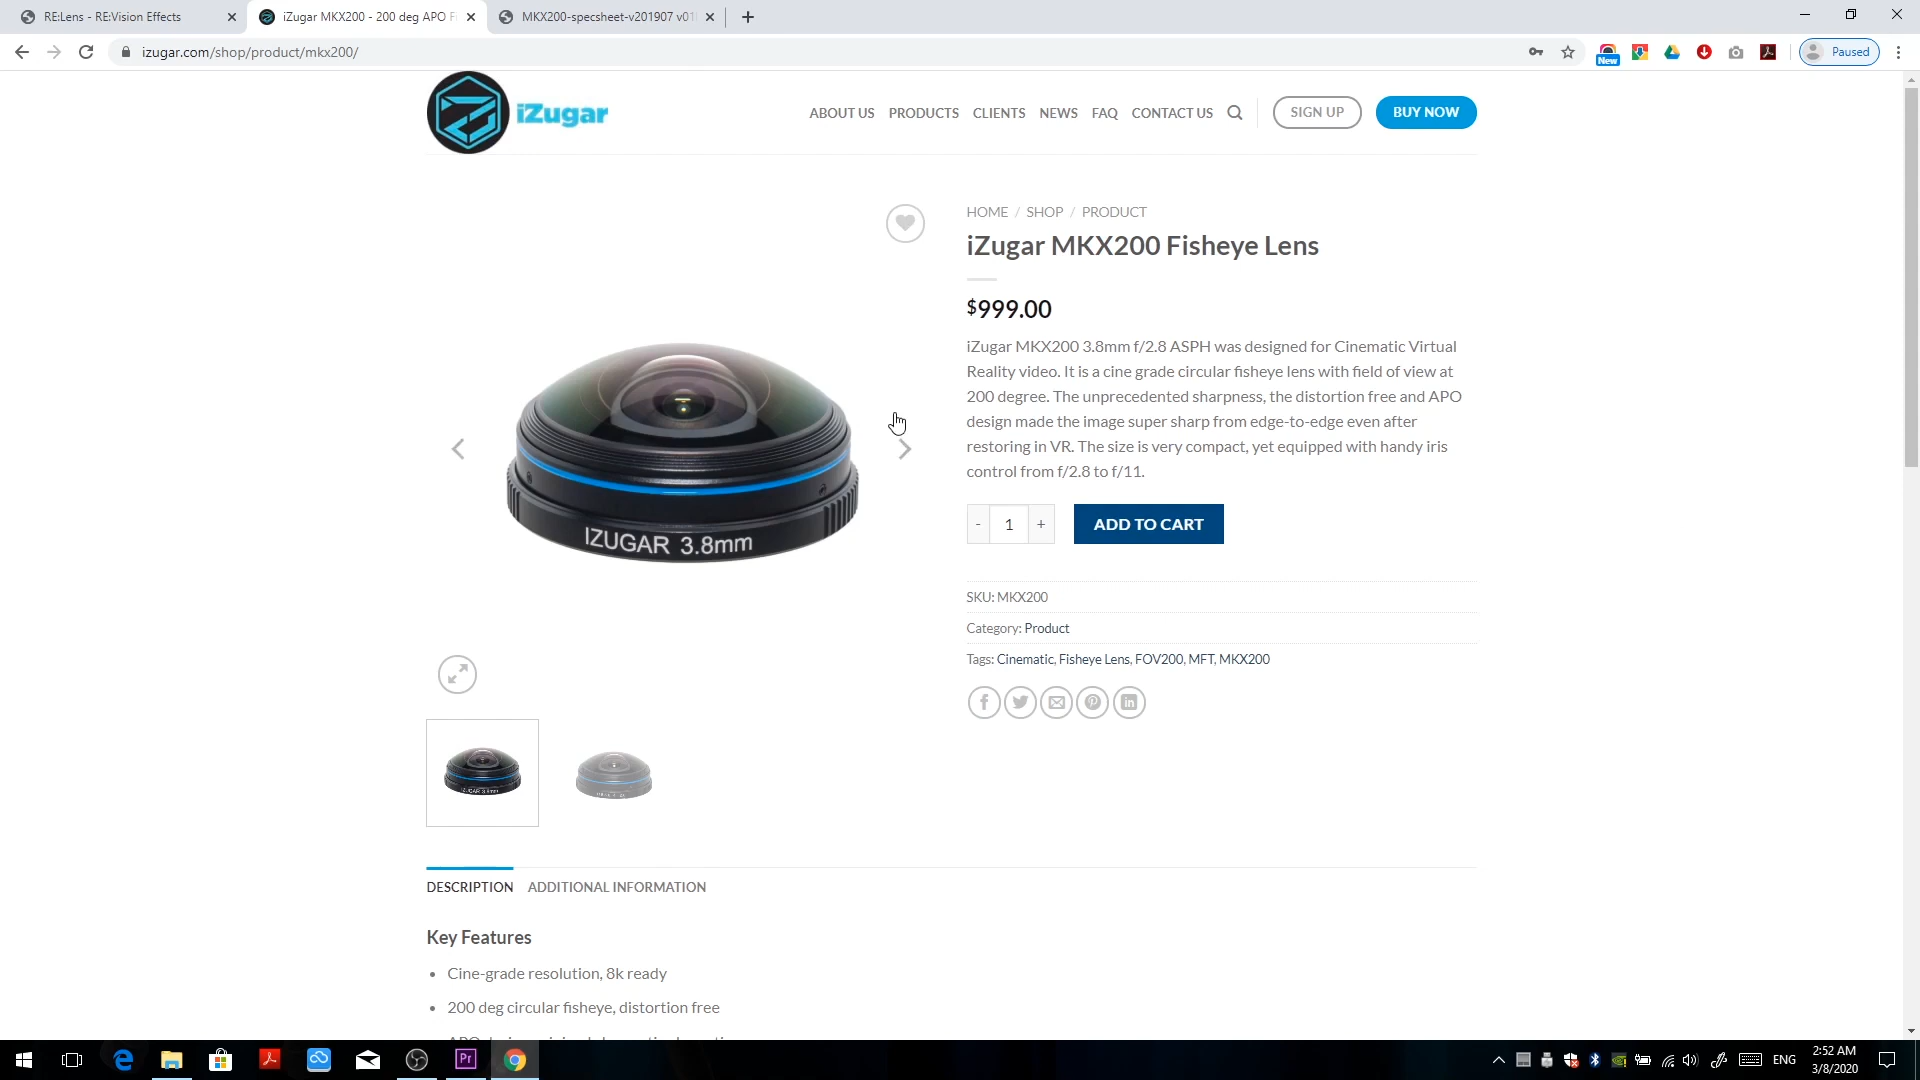 RE:Lens - RE:Vision Effects
iZugar MKX200 - 200 deg APO F
MKX200-specsheet-v201907 v01
izugar.com/shop/product/mkx200/
New
Paused
iZugar
ABOUT US PRODUCTS CLIENTS NEWS FAQ CONTACT US SIGN UP BUY NOW
HOME / SHOP / PRODUCT
iZugar MKX200 Fisheye Lens
$999.00
iZugar MKX200 3.8mm f/2.8 ASPH was designed for Cinematic Virtual
Reality video. It is a cine grade circular fisheye lens with field of view at
200 degree. The unprecedented sharpness, the distortion free and APO
design made the image super sharp from edge-to-edge even after
restoring in VR. The size is very compact, yet equipped with handy iris
control from f/2.8 to f/11.
- 1 + ADD TO CART
IZUGAR 3.8mm
SKU: MKX200
Category: Product
Tags: Cinematic, Fisheye Lens, FOV200, MFT, MKX200
IZUGAR 3.8mm
DESCRIPTION ADDITIONAL INFORMATION
Key Features
• Cine-grade resolution, 8k ready
• 200 deg circular fisheye, distortion free
Pr
ENG
2:52 AM
3/8/2020